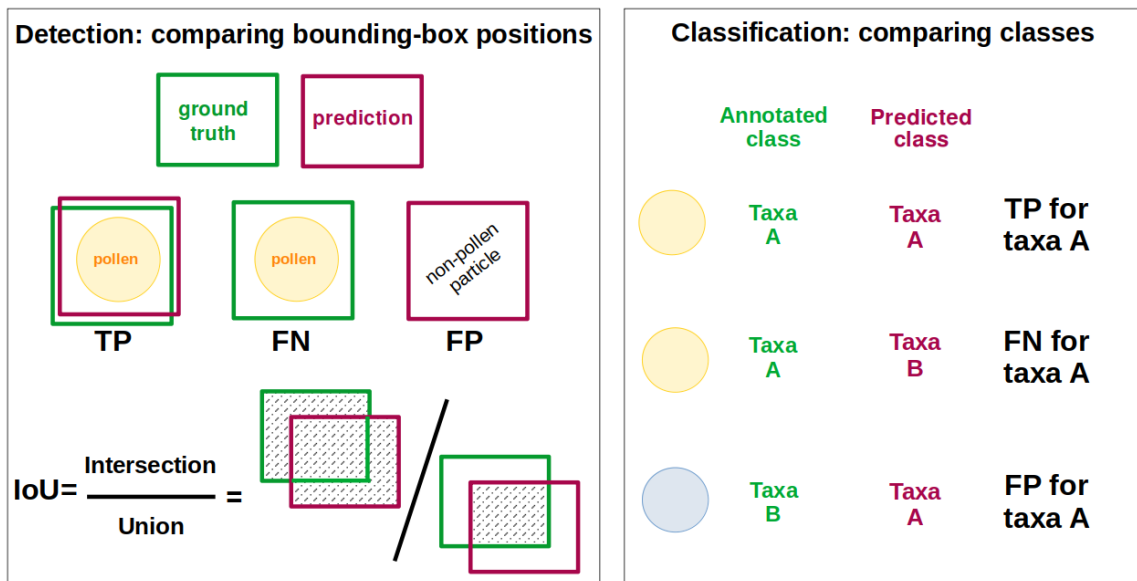 Detection: comparing bounding-box positions
ground
truth
prediction
pollen
pollen
non-pollen
particle
TP
FN
FP
IoU=
Intersection
Union
=
Classification: comparing classes
Annotated
class
Predicted
class
Taxa
A
Taxa
A
TP for
taxa A
Taxa
A
Taxa
B
FN for
taxa A
Taxa
B
Taxa
A
FP for
taxa A